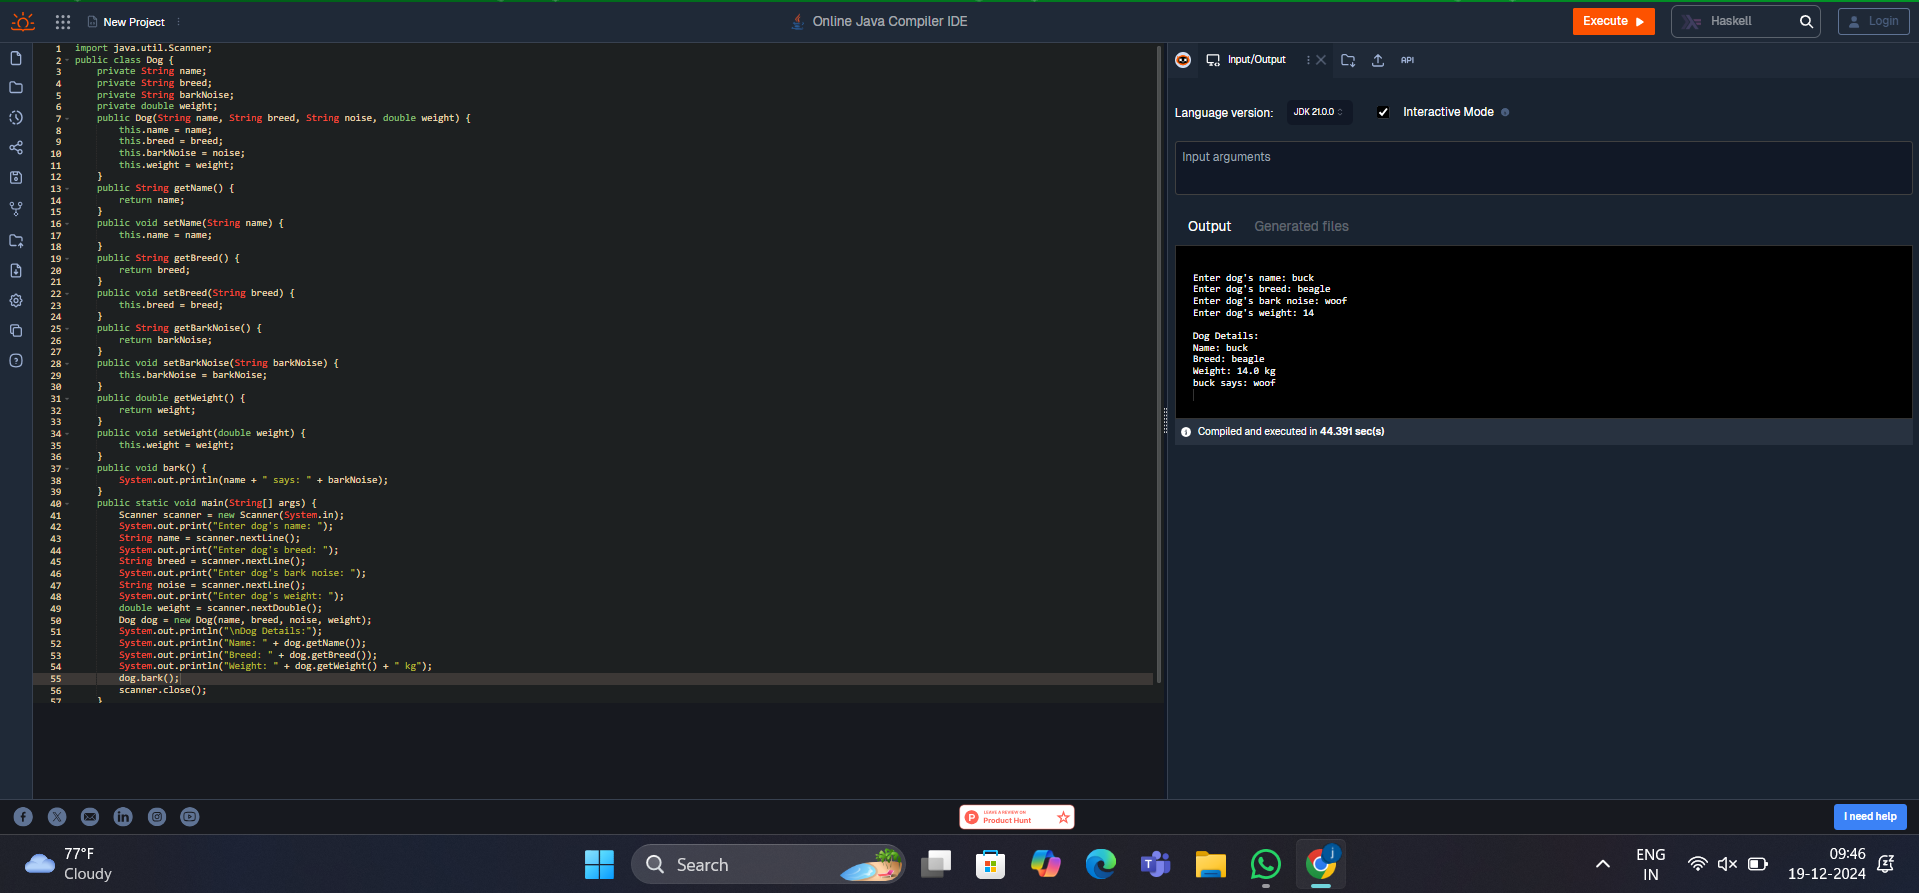 New Project
Online Java Compiler IDE
Execute
Haskell
Login
1 import java.util.Scanner;
2 public class Dog {
3 private String name;
4 private String breed;
5 private String barkNoise;
6 private double weight;
7 public Dog(String name, String breed, String noise, double weight) {
8 this.name = name;
9 this.breed = breed;
10 this.barkNoise = noise;
11 this.weight = weight;
12 }
13 public String getName() {
14 return name;
15 }
16 public void setName(String name) {
17 this.name = name;
18 }
19 public String getBreed() {
20 return breed;
21 }
22 public void setBreed(String breed) {
23 this.breed = breed;
24 }
25 public String getBarkNoise() {
26 return barkNoise;
27 }
28 public void setBarkNoise(String barkNoise) {
29 this.barkNoise = barkNoise;
30 }
31 public double getWeight() {
32 return weight;
33 }
34 public void setWeight(double weight) {
35 this.weight = weight;
36 }
37 public void bark() {
38 System.out.println(name + " says: " + barkNoise);
39 }
40 public static void main(String[] args) {
41 Scanner scanner = new Scanner(System.in);
42 System.out.print("Enter dog's name: ");
43 String name = scanner.nextLine();
44 System.out.print("Enter dog's breed: ");
45 String breed = scanner.nextLine();
46 System.out.print("Enter dog's bark noise: ");
47 String noise = scanner.nextLine();
48 System.out.print("Enter dog's weight: ");
49 double weight = scanner.nextDouble();
50 Dog dog = new Dog(name, breed, noise, weight);
51 System.out.println("\nDog Details:");
52 System.out.println("Name: " + dog.getName());
53 System.out.println("Breed: " + dog.getBreed());
54 System.out.println("Weight: " + dog.getWeight() + " kg");
55 dog.bark();
56 scanner.close();
57 }
Input/Output
API
Language version: JDK 21.0.0 Interactive Mode
Input arguments
Output Generated files
Enter dog's name: buck
Enter dog's breed: beagle
Enter dog's bark noise: woof
Enter dog's weight: 14
Dog Details:
Name: buck
Breed: beagle
Weight: 14.0 kg
buck says: woof
Compiled and executed in 44.391 sec(s)
LEAVE A REVIEW ON
Product Hunt
I need help
77°F
Cloudy
Search
ENG
IN
09:46
19-12-2024